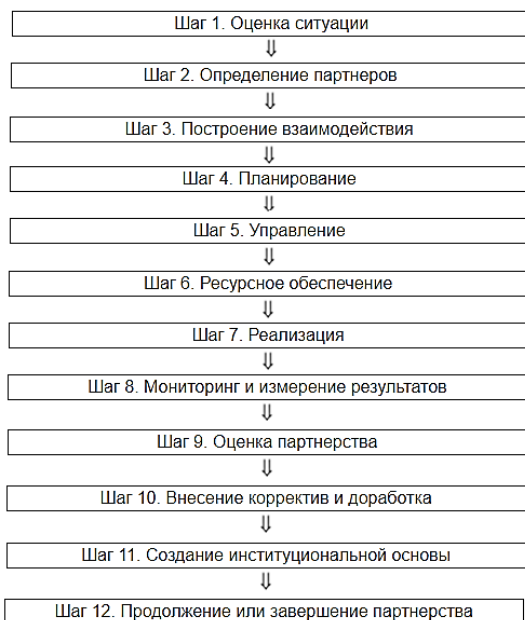 Шаг 1. Оценка ситуации
Шаг 2. Определение партнеров
Шаг 3. Построение взаимодействия
Шаг 4. Планирование
Шаг 5. Управление
Шаг 6. Ресурсное обеспечение
Шаг 7. Реализация
Шаг 8. Мониторинг и измерение результатов
Шаг 9. Оценка партнерства
Шаг 10. Внесение корректив и доработка
Шаг 11. Создание институциональной основы
Шаг 12. Продолжение или завершение партнерства